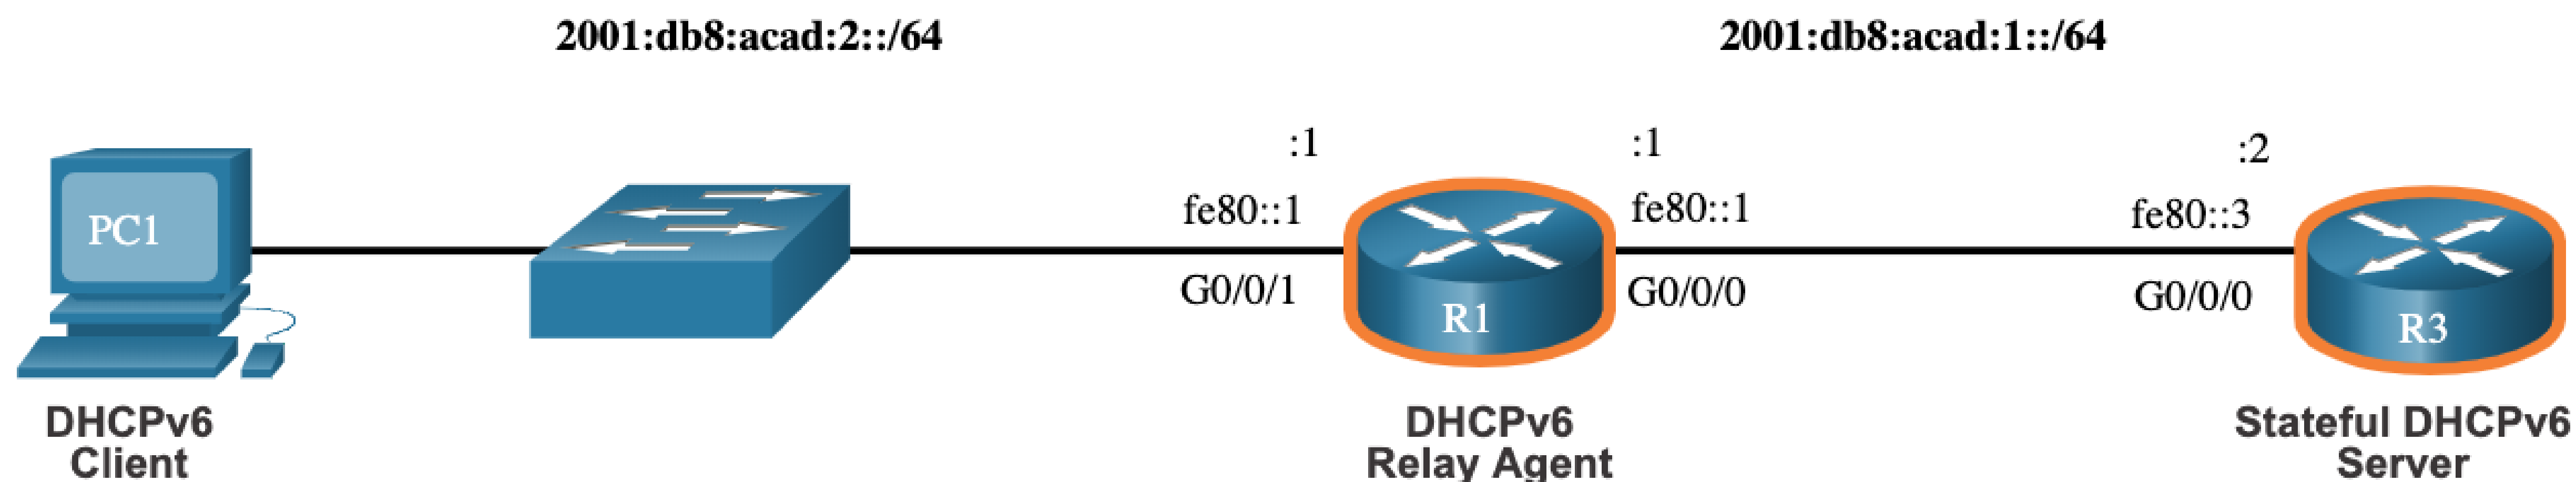 2001:db8:acad:2::/64
2001:db8:acad:1::/64
:1
:1
:2
fe80::1
fe80::1
fe80::3
PC1
G0/0/1
G0/0/0
G0/0/0
R1
R3
DHCPv6
Client
DHCPv6
Relay Agent
Stateful DHCPv6
Server